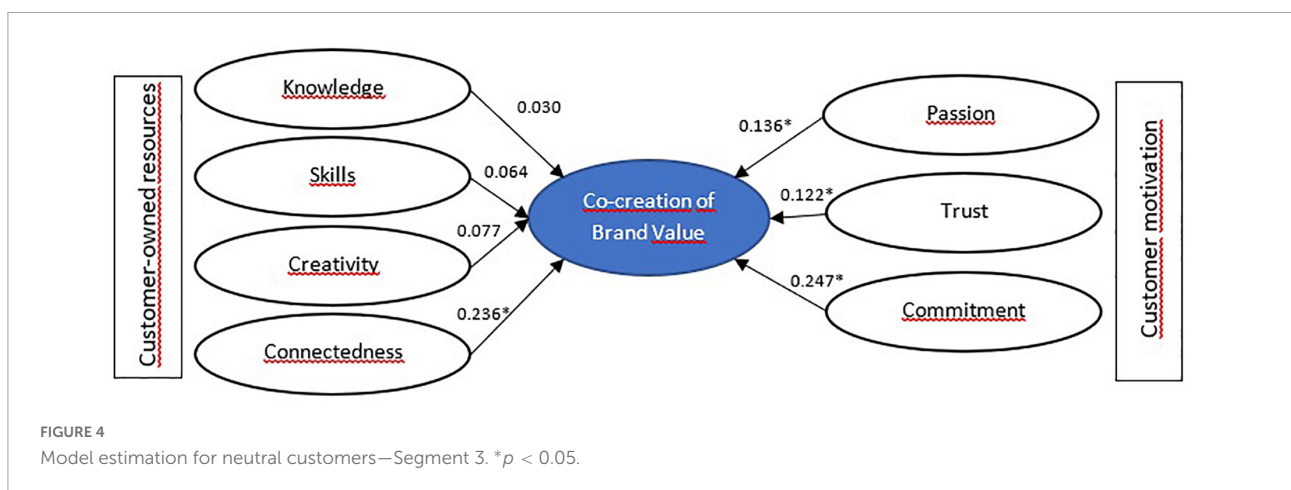 Customer-owned resources
Knowledge
Skills
Creativity
Connectedness
0.030
0.064
0.077
0.236*
Co-creation of
Brand Value
0.136*
0.122*
0.247*
Passion
Trust
Commitment
Customer motivation
FIGURE 4
Model estimation for neutral customers—Segment 3. *p < 0.05.